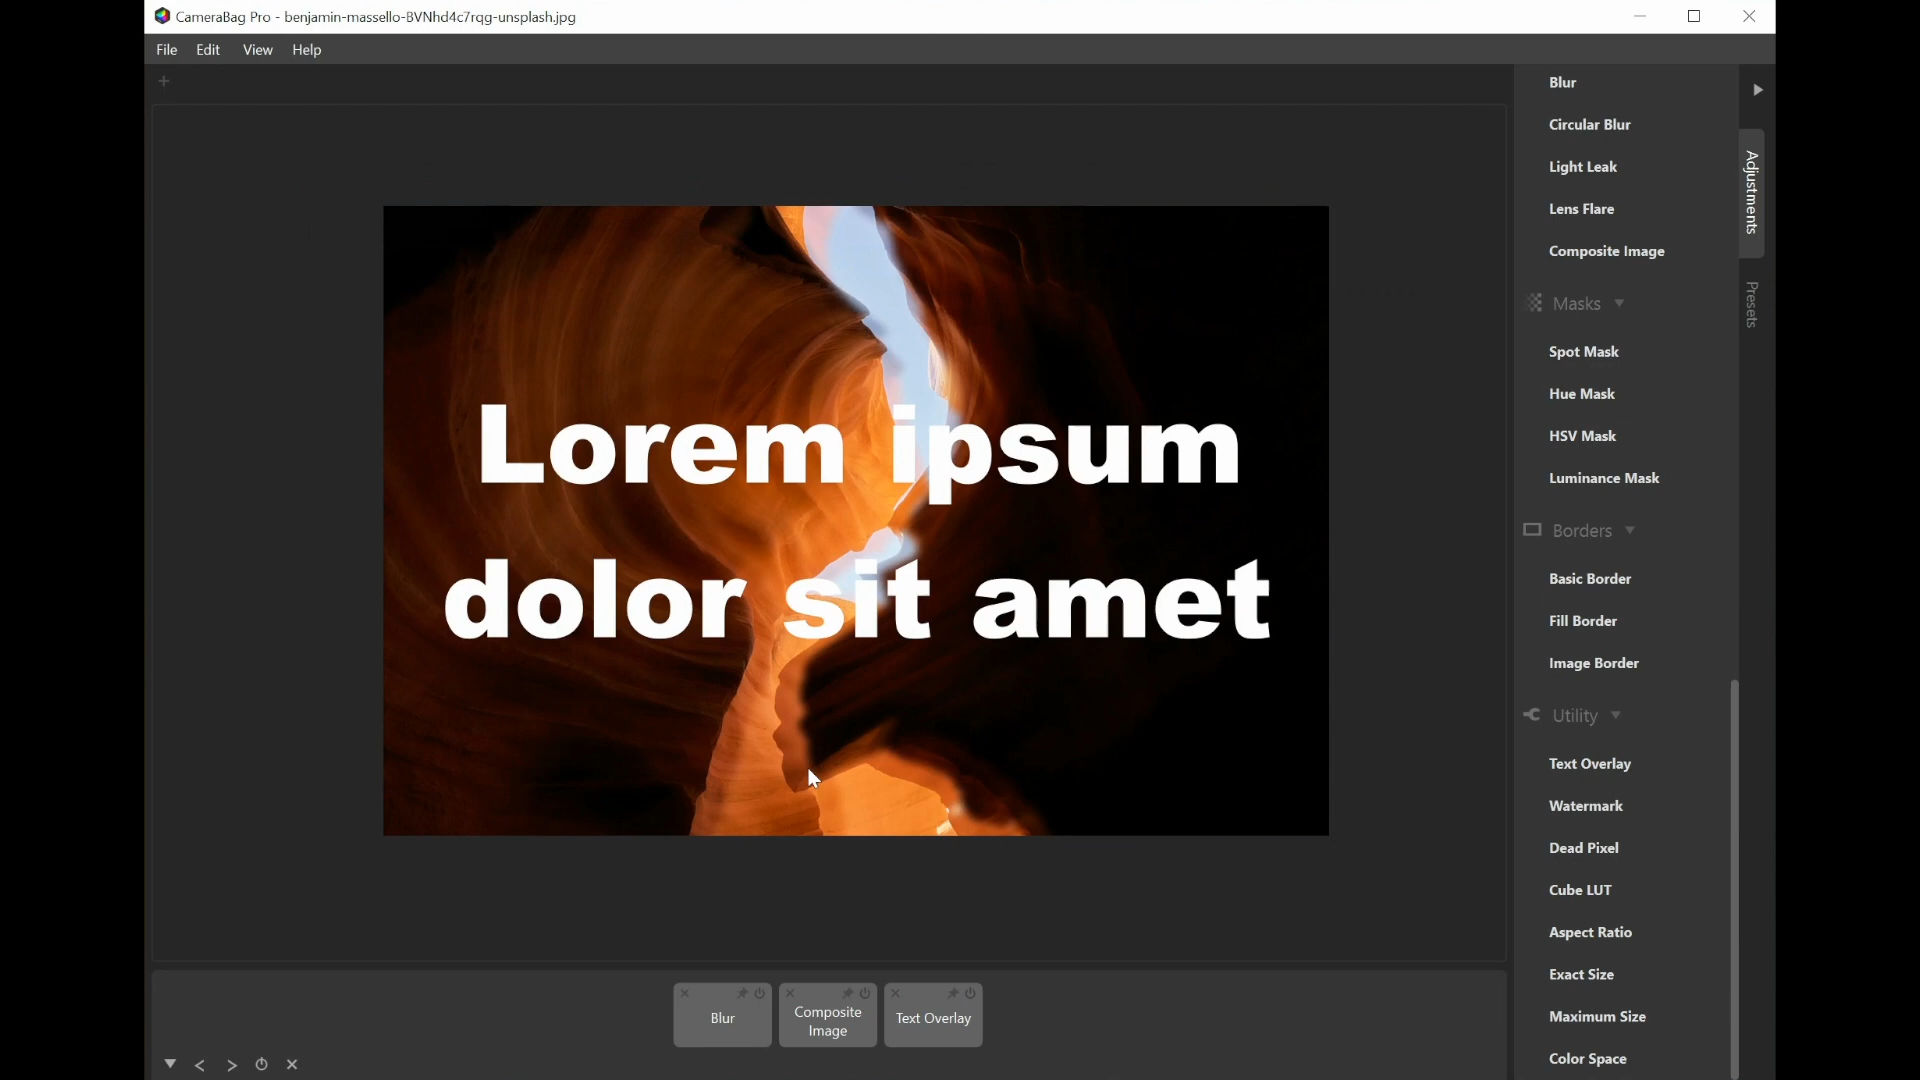 CameraBag Pro - benjamin-massello-BVNhd4c7rqg-unsplash.jpg
File Edit View Help
Lorem ipsum
dolor sit amet
Blur
Composite
Image
Text Overlay
Blur
Circular Blur
Light Leak
Lens Flare
Composite Image
Masks
Spot Mask
Hue Mask
HSV Mask
Luminance Mask
Borders
Basic Border
Fill Border
Image Border
Utility
Text Overlay
Watermark
Dead Pixel
Cube LUT
Aspect Ratio
Exact Size
Maximum Size
Color Space
Adjustments
Presets